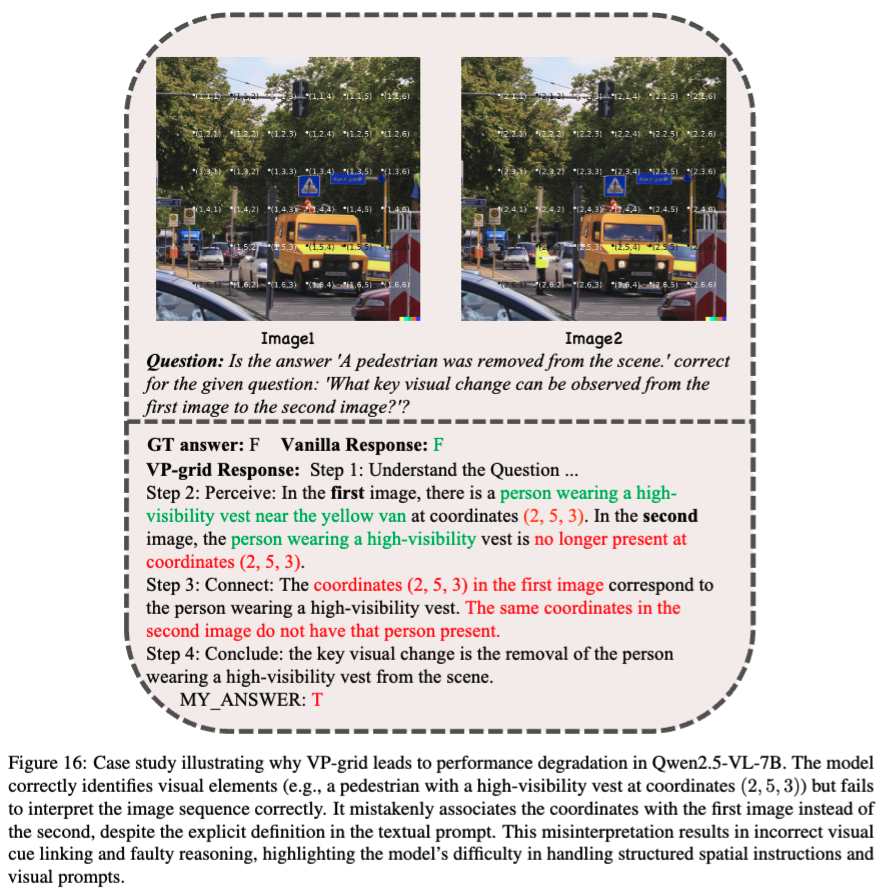 (1,1,1) (1,1,2) (1,1,3) (1,1,4) (1,1,5) (1,1,6)
(1,2,1) (1,2,2) (1,2,3) (1,2,4) (1,2,5) (1,2,6)
(1,3,1) (1,3,2) (1,3,3) (1,3,4) (1,3,5) (1,3,6)
(1,4,1) (1,4,2) (1,4,3) (1,4,4) (1,4,5) (1,4,6)
(1,5,2) (1,5,3) (1,5,4) (1,5,5)
(1,6,2) (1,6,3) (1,6,4) (1,6,5) (1,6,6)
(2,1,1) (2,1,2) (2,1,3) (2,1,4) (2,1,5) (2,1,6)
(2,2,3) (2,2,2) (2,2,3) (2,2,4) (2,2,5) (2,2,6)
(2,3,3) (2,3,2) (2,3,3) (2,3,4) (2,3,5) (2,3,6)
(2,4,1) (2,4,2) (2,4,3) (2,4,4) (2,4,5) (2,4,6)
(2,5,3) (2,5,4) (2,5,5)
(2,6,2) (2,6,3) (2,6,4) (2,6,5) (2,6,6)
Image1
Image2
Question: Is the answer 'A pedestrian was removed from the scene.' correct
for the given question: 'What key visual change can be observed from the
first image to the second image?'?
GT answer: F Vanilla Response: F
VP-grid Response: Step 1: Understand the Question ...
Step 2: Perceive: In the first image, there is a person wearing a high-
visibility vest near the yellow van at coordinates (2, 5, 3). In the second
image, the person wearing a high-visibility vest is no longer present at
coordinates (2, 5, 3).
Step 3: Connect: The coordinates (2, 5, 3) in the first image correspond to
the person wearing a high-visibility vest. The same coordinates in the
second image do not have that person present.
Step 4: Conclude: the key visual change is the removal of the person
wearing a high-visibility vest from the scene.
MY_ANSWER: T
Figure 16: Case study illustrating why VP-grid leads to performance degradation in Qwen2.5-VL-7B. The model
correctly identifies visual elements (e.g., a pedestrian with a high-visibility vest at coordinates (2, 5, 3)) but fails
to interpret the image sequence correctly. It mistakenly associates the coordinates with the first image instead of
the second, despite the explicit definition in the textual prompt. This misinterpretation results in incorrect visual
cue linking and faulty reasoning, highlighting the model's difficulty in handling structured spatial instructions and
visual prompts.